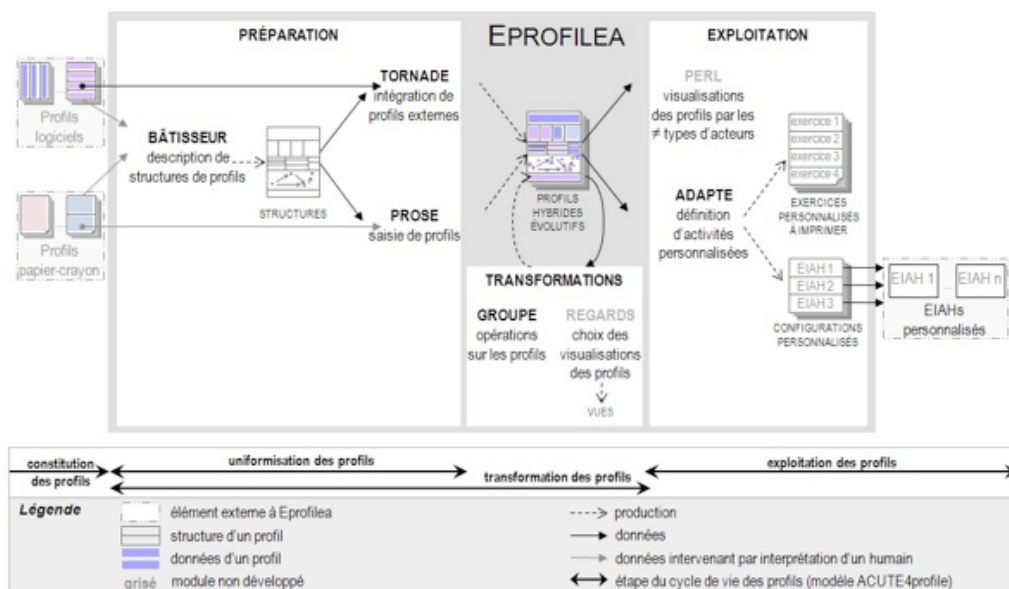 PRÉPARATION
EPROFILEA
EXPLOITATION
Profils
logiciels
BÂTISSEUR
description de
structures de profils
STRUCTURES
Profils
papier-crayon
TORNADE
intégration de
profils externes
PROSE
saisie de profils
PROFILS
HYBRIDES
ÉVOLUTIFS
TRANSFORMATIONS
GROUPE
opérations
sur les profils
REGARDS
choix des
visualisations
des profils
VUES
PERL
visualisations
des profils par les
≠ types d'acteurs
ADAPTE
définition
d'activités
personnalisées
exercice 1
exercice 2
exercice 3
exercice 4
EXERCICES
PERSONNALISÉS
À IMPRIMER
EIAH 1
EIAH 2
EIAH 3
CONFIGURATIONS
PERSONNALISÉS
EIAH 1 ... EIAH n
EIAHs
personnalisés
constitution
des profils
uniformisation des profils
transformation des profils
exploitation des profils
Légende
élément externe à Eprofilea
structure d'un profil
données d'un profil
grisé module non développé
production
données
données intervenant par interprétation d'un humain
étape du cycle de vie des profils (modèle ACUTE4profile)